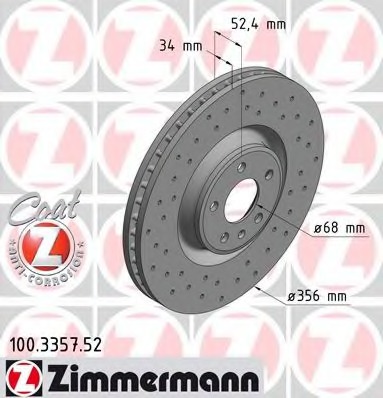 52,4 mm
34 mm
Coat
Z
ANTI-CORROSION
ø68 mm
ø356 mm
100.3357.52
Z Zimmermann